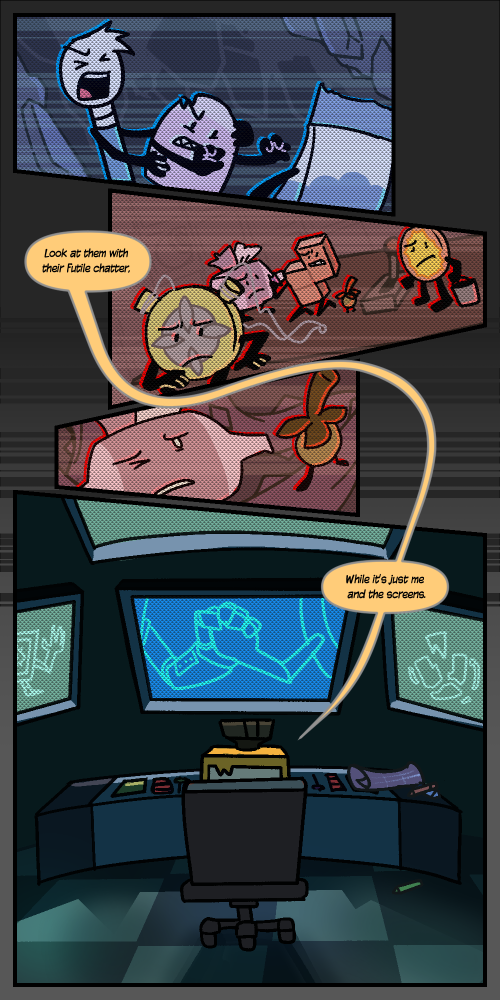 Look at them with
their futile chatter,
While it's just me
and the screens.